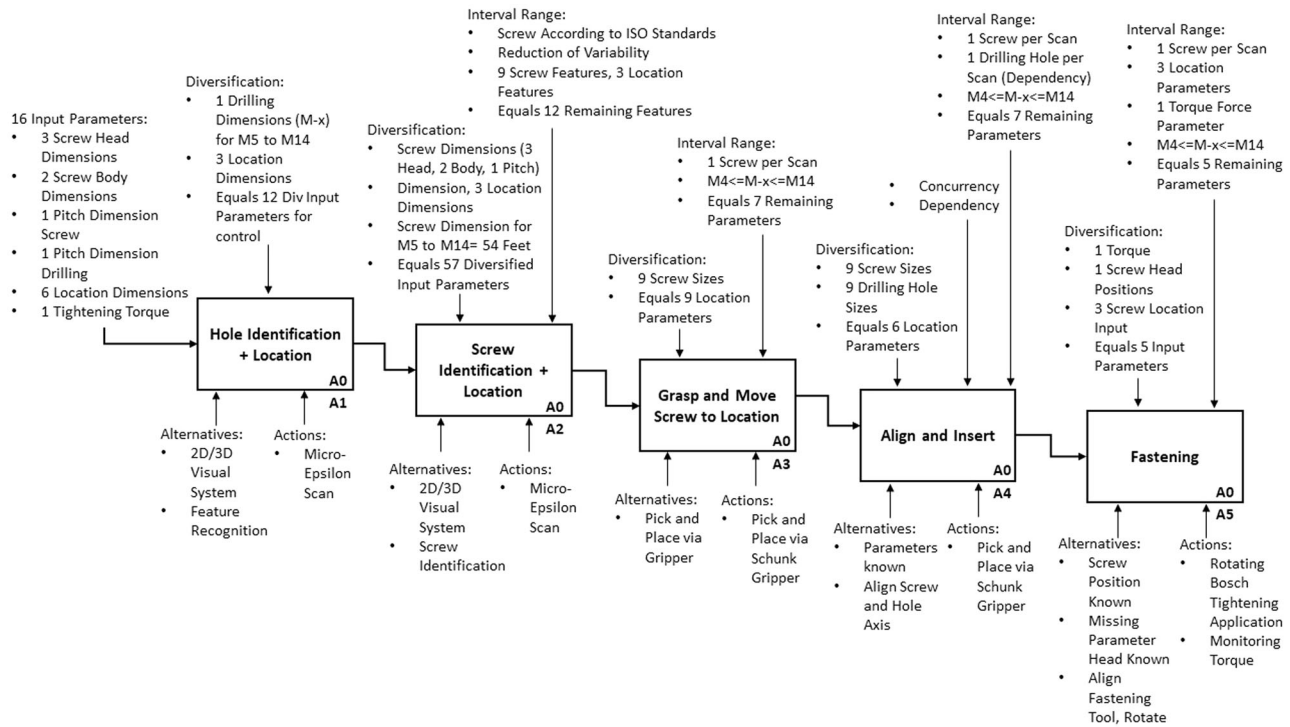 16 Input Parameters:
• 3 Screw Head
Dimensions
• 2 Screw Body
Dimensions
• 1 Pitch Dimension
Screw
• 1 Pitch Dimension
Drilling
• 6 Location Dimensions
• 1 Tightening Torque
Diversification:
• 1 Drilling
Dimensions (M-x)
for M5 to M14
• 3 Location
Dimensions
• Equals 12 Div Input
Parameters for
control
Hole Identification
+ Location
A0
A1
Alternatives:
• 2D/3D
Visual
System
• Feature
Recognition
Actions:
• Micro-
Epsilon
Scan
Interval Range:
• Screw According to ISO Standards
• Reduction of Variability
• 9 Screw Features, 3 Location
Features
• Equals 12 Remaining Features
Diversification:
• Screw Dimensions (3
Head, 2 Body, 1 Pitch)
• Dimension, 3 Location
Dimensions
• Screw Dimension for
M5 to M14= 54 Feet
• Equals 57 Diversified
Input Parameters
Screw
Identification +
Location
A0
A2
Alternatives:
• 2D/3D
Visual
System
• Screw
Identification
Actions:
• Micro-
Epsilon
Scan
Interval Range:
• 1 Screw per Scan
• M4<=M-x<=M14
• Equals 7 Remaining
Parameters
Diversification:
• 9 Screw Sizes
• Equals 9 Location
Parameters
Grasp and Move
Screw to Location
A0
A3
Alternatives:
• Pick and
Place via
Gripper
Actions:
• Pick and
Place via
Schunk
Gripper
Interval Range:
• 1 Screw per Scan
• 1 Drilling Hole per
Scan (Dependency)
• M4<=M-x<=M14
• Equals 7 Remaining
Parameters
• Concurrency
• Dependency
Diversification:
• 9 Screw Sizes
• 9 Drilling Hole
Sizes
• Equals 6 Location
Parameters
Align and Insert
A0
A4
Alternatives:
• Parameters
known
• Align Screw
and Hole
Axis
Actions:
• Pick and
Place via
Schunk
Gripper
Interval Range:
• 1 Screw per Scan
• 3 Location
Parameters
• 1 Torque Force
Parameter
• M4<=M-x<=M14
• Equals 5 Remaining
Parameters
Diversification:
• 1 Torque
• 1 Screw Head
Positions
• 3 Screw Location
Input
• Equals 5 Input
Parameters
Fastening
A0
A5
Alternatives:
• Screw
Position
Known
• Missing
Parameter
Head Known
• Align
Fastening
Tool, Rotate
Actions:
• Rotating
Bosch
Tightening
Application
• Monitoring
Torque